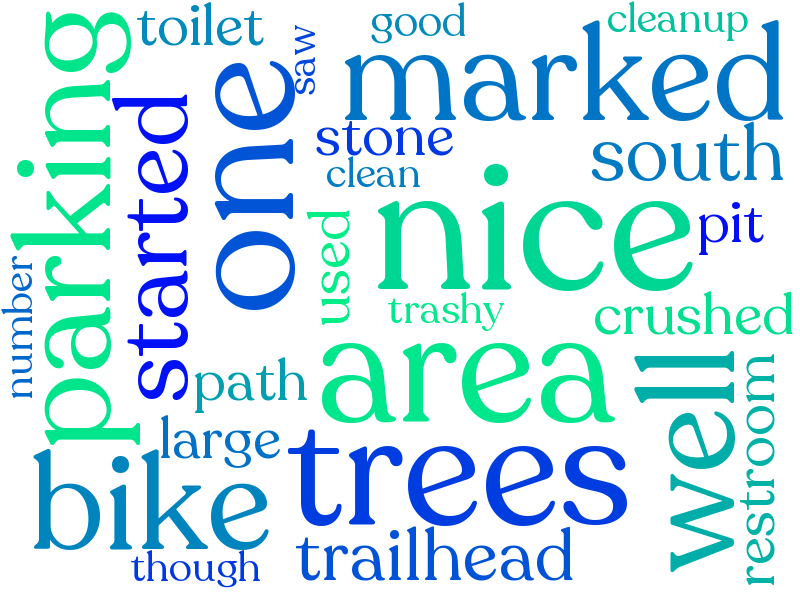 toilet
good
cleanup
saw
marked
parking
one
started
stone
south
clean
nice
pit
used
number
trashy
crushed
area
path
well
large
restroom
bike
trees
trailhead
though